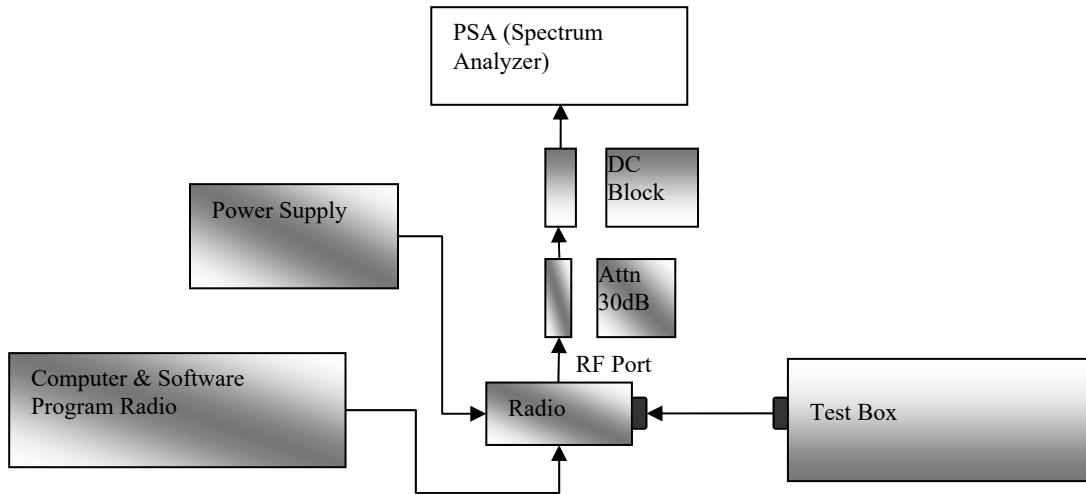 PSA (Spectrum
Analyzer)
DC
Block
Power Supply
Attn
30dB
RF Port
Computer & Software
Program Radio
Radio
Test Box